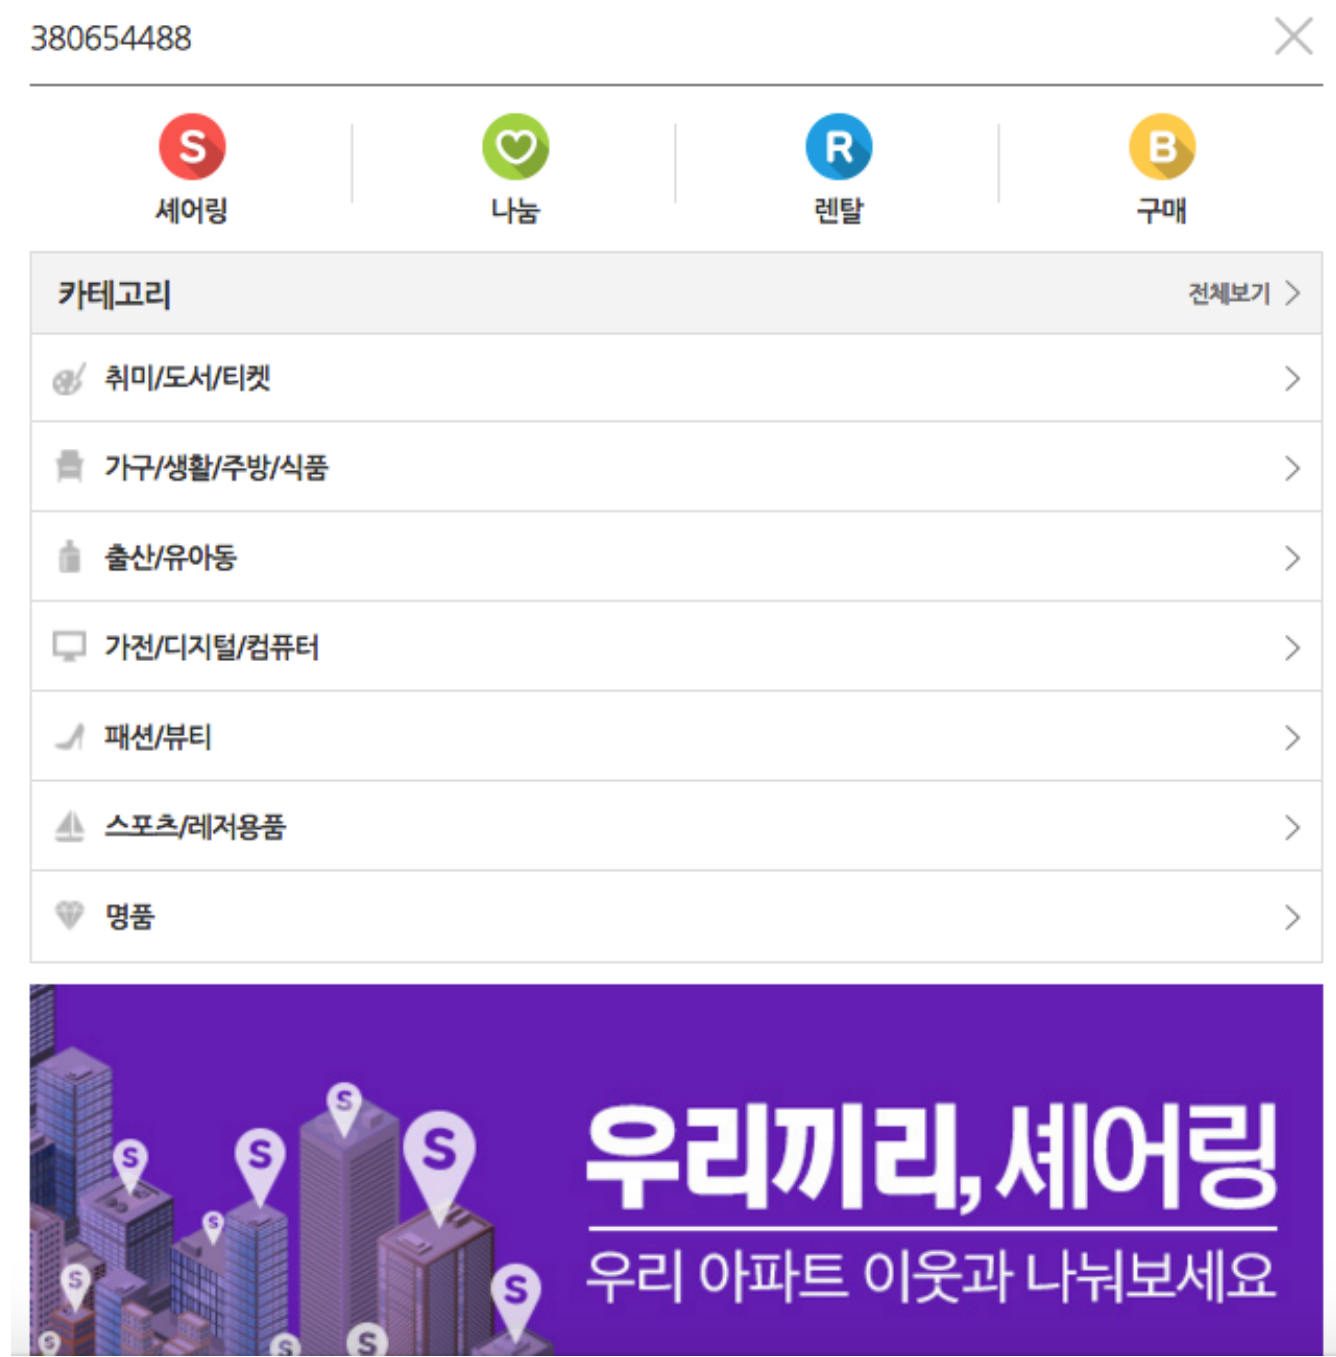 380654488
S
R
B
셰어링
나눔
렌탈
구매
카테고리
전체보기
취미/도서/티켓
가구/생활/주방/식품
출산/유아동
가전/디지털/컴퓨터
패션/뷰티
스포츠/레저용품
명품
S
S
S
S
S
S
S
S
S
S
우리끼리, 셰어링
우리 아파트 이웃과 나눠보세요